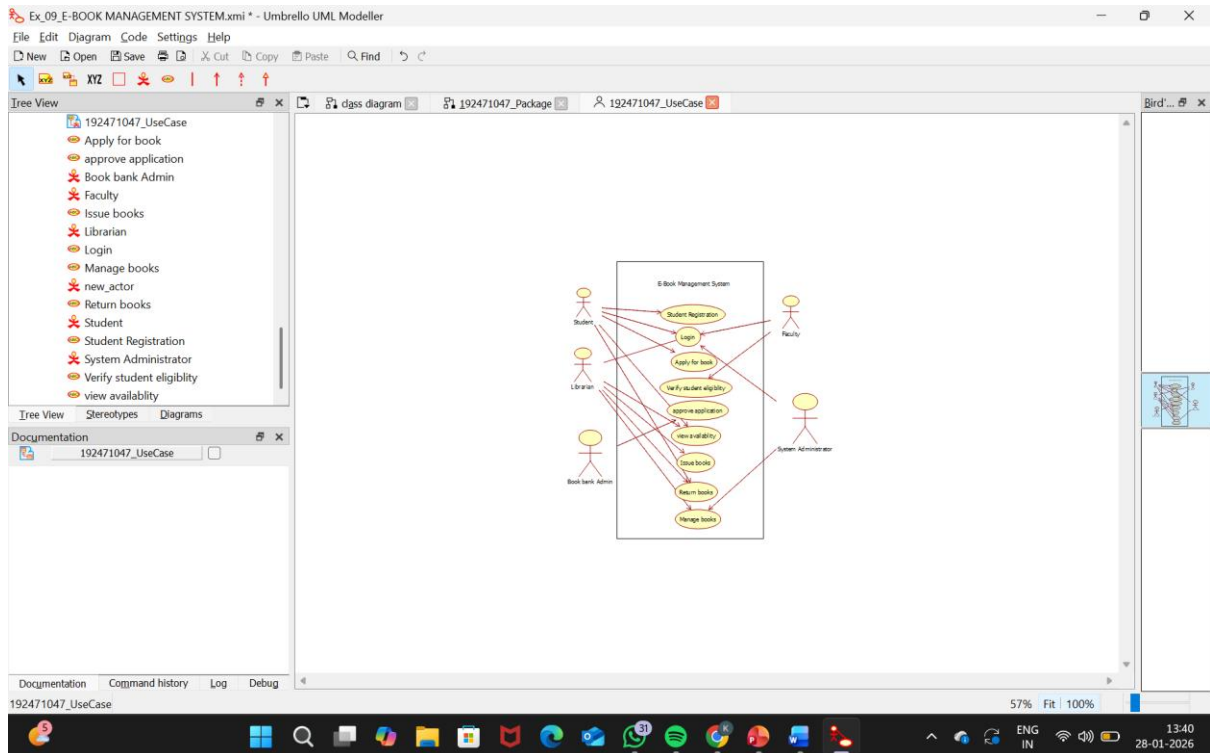 Ex_09_E-BOOK MANAGEMENT SYSTEM.xmi * - Umbrello UML Modeller
File Edit Diagram Code Settings Help
New Open Save Cut Copy Paste Find
XYZ XYZ
Tree View
class diagram 192471047_Package 192471047_UseCase
Bird'...
192471047_UseCase
Apply for book
approve application
Book bank Admin
Faculty
Issue books
Librarian
Login
Manage books
new_actor
Return books
Student
Student Registration
System Administrator
Verify student eligiblity
view availablity
Tree View Stereotypes Diagrams
Documentation
192471047_UseCase
E-Book Management System
Student Registration
Student
Login
Faculty
Apply for book
Librarian
Verify student eligiblity
approve application
view availablity
System Administrator
Issue books
Book bank Admin
Return books
Manage books
Documentation Command history Log Debug
192471047_UseCase
57% Fit 100%
5
31
K
ENG
IN
13:40
28-01-2026